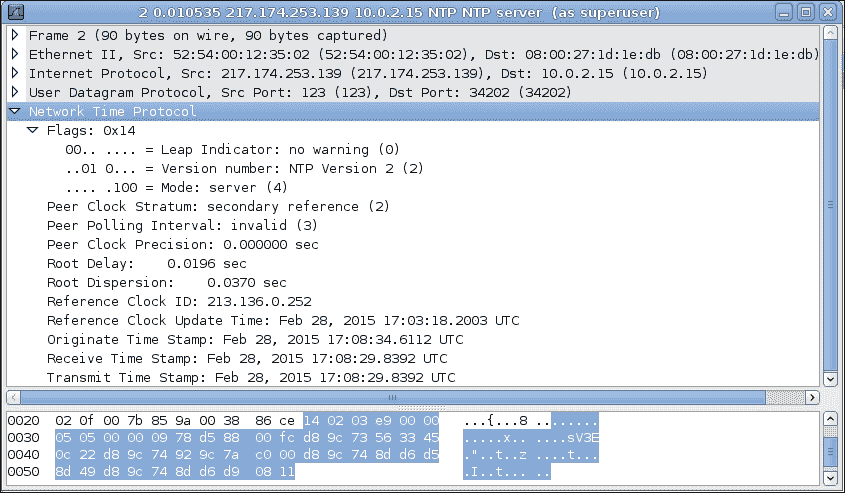 2 0.010535 217.174.253.139 10.0.2.15 NTP NTP server (as superuser)
Frame 2 (90 bytes on wire, 90 bytes captured)
Ethernet II, Src: 52:54:00:12:35:02 (52:54:00:12:35:02), Dst: 08:00:27:1d:1e:db (08:00:27:1d:1e:db)
Internet Protocol, Src: 217.174.253.139 (217.174.253.139), Dst: 10.0.2.15 (10.0.2.15)
User Datagram Protocol, Src Port: 123 (123), Dst Port: 34202 (34202)
Network Time Protocol
Flags: 0x14
00.. .... = Leap Indicator: no warning (0)
..01 0... = Version number: NTP Version 2 (2)
.... .100 = Mode: server (4)
Peer Clock Stratum: secondary reference (2)
Peer Polling Interval: invalid (3)
Peer Clock Precision: 0.000000 sec
Root Delay: 0.0196 sec
Root Dispersion: 0.0370 sec
Reference Clock ID: 213.136.0.252
Reference Clock Update Time: Feb 28, 2015 17:03:18.2003 UTC
Originate Time Stamp: Feb 28, 2015 17:08:34.6112 UTC
Receive Time Stamp: Feb 28, 2015 17:08:29.8392 UTC
Transmit Time Stamp: Feb 28, 2015 17:08:29.8392 UTC
0020 02 0f 00 7b 85 9a 00 38 86 ce 14 02 03 e9 00 00 ...{...8 ........
0030 05 05 00 00 09 78 d5 88 00 fc d8 9c 73 56 33 45 .....x.. ....sV3E
0040 0c 22 d8 9c 74 92 9c 7a c0 00 d8 9c 74 8d d6 d5 ."..t..z ....t...
0050 8d 49 d8 9c 74 8d d6 d9 08 11 .I..t... ..